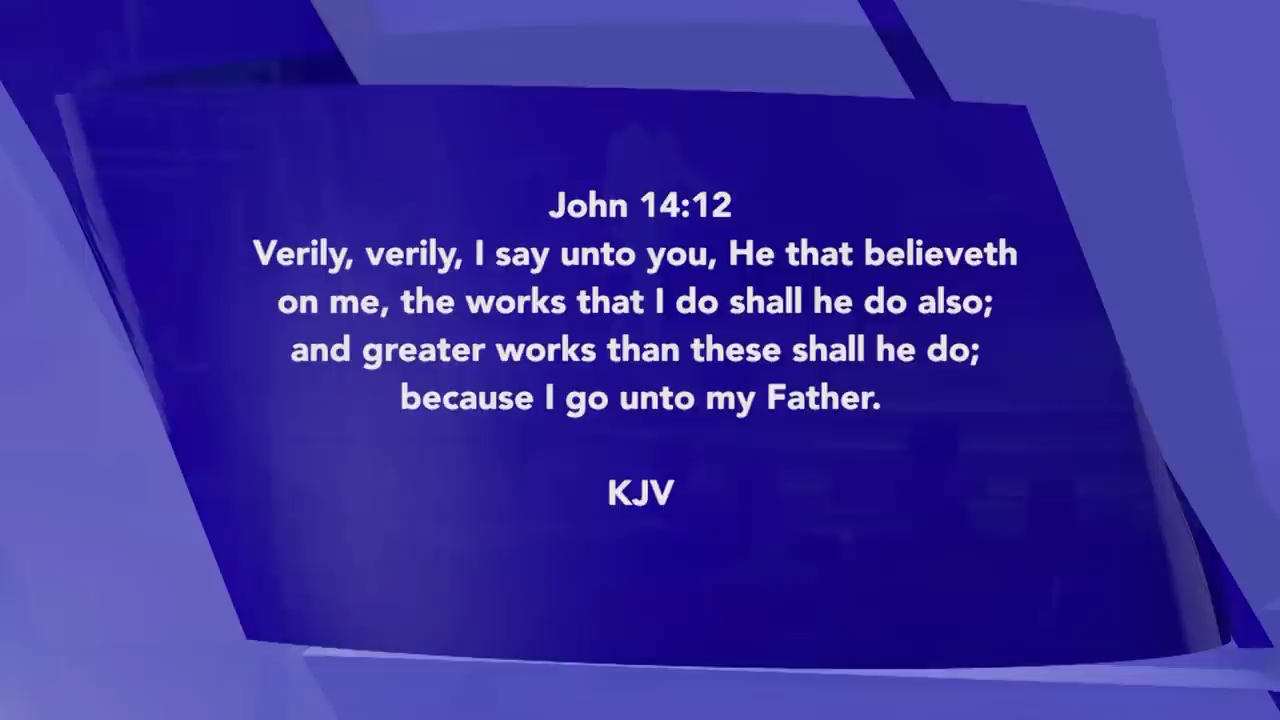 John 14:12
Verily, verily, I say unto you, He that believeth
on me, the works that I do shall he do also;
and greater works than these shall he do;
because I go unto my Father.
KJV